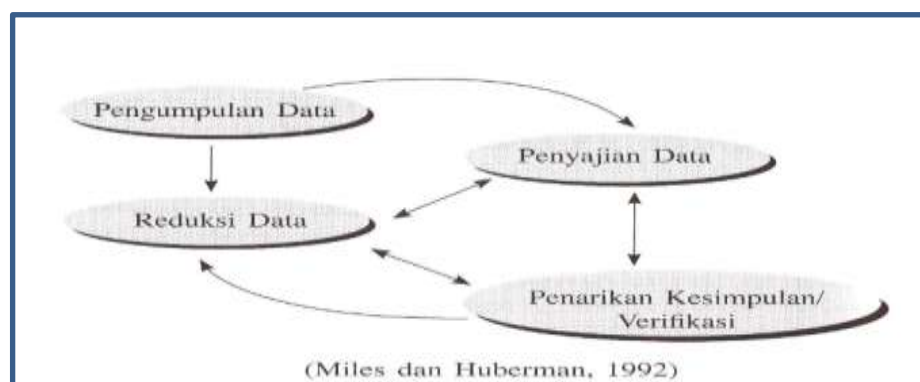 Pengumpulan Data
Penyajian Data
Reduksi Data
Penarikan Kesimpulan/
Verifikasi
(Miles dan Huberman, 1992)